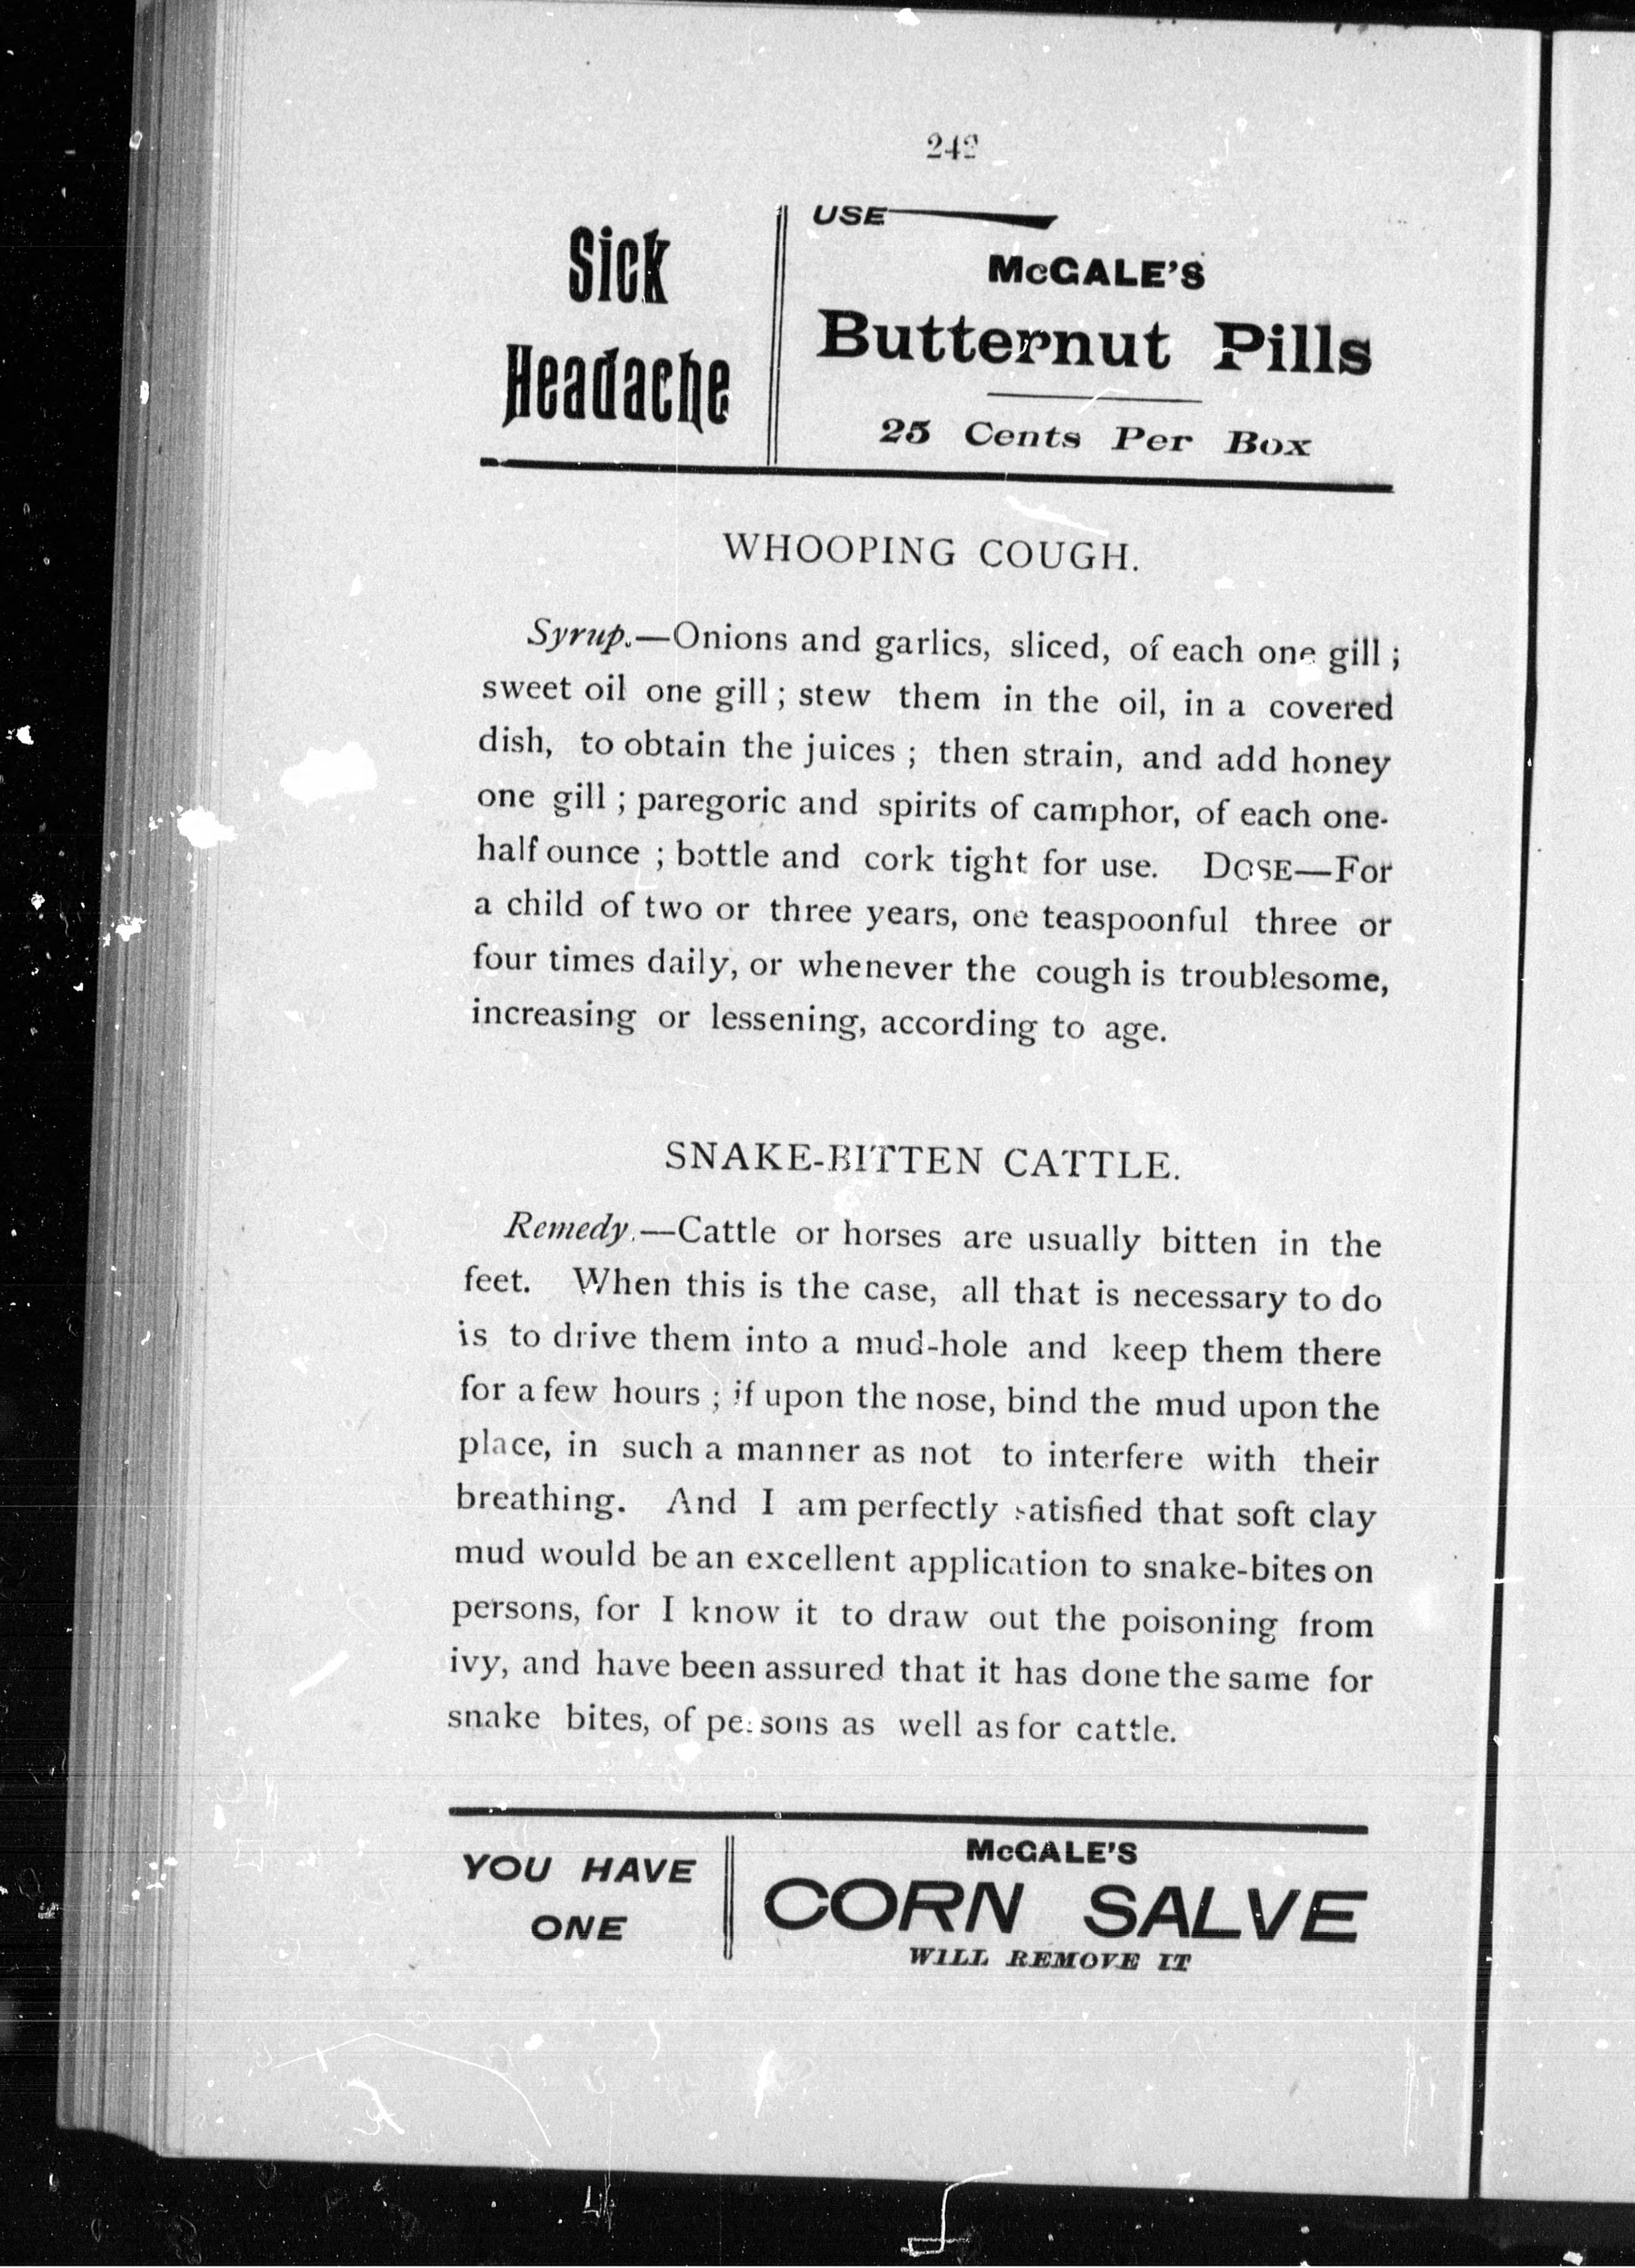 242
Sick
Headache
USE
McGALE'S
Butternut Pills
25 Cents Per Box
WHOOPING COUGH.
Syrup.—Onions and garlics, sliced, of each one gill ;
sweet oil one gill ; stew them in the oil, in a covered
dish, to obtain the juices ; then strain, and add honey
one gill ; paregoric and spirits of camphor, of each one-
half ounce ; bottle and cork tight for use. DOSE—For
a child of two or three years, one teaspoonful three or
four times daily, or whenever the cough is troublesome,
increasing or lessening, according to age.
SNAKE-BITTEN CATTLE.
Remedy.—Cattle or horses are usually bitten in the
feet. When this is the case, all that is necessary to do
is to drive them into a mud-hole and keep them there
for a few hours ; if upon the nose, bind the mud upon the
place, in such a manner as not to interfere with their
breathing. And I am perfectly satisfied that soft clay
mud would be an excellent application to snake-bites on
persons, for I know it to draw out the poisoning from
ivy, and have been assured that it has done the same for
snake bites, of persons as well as for cattle.
YOU HAVE
ONE
McGALE'S
CORN SALVE
WILL REMOVE IT